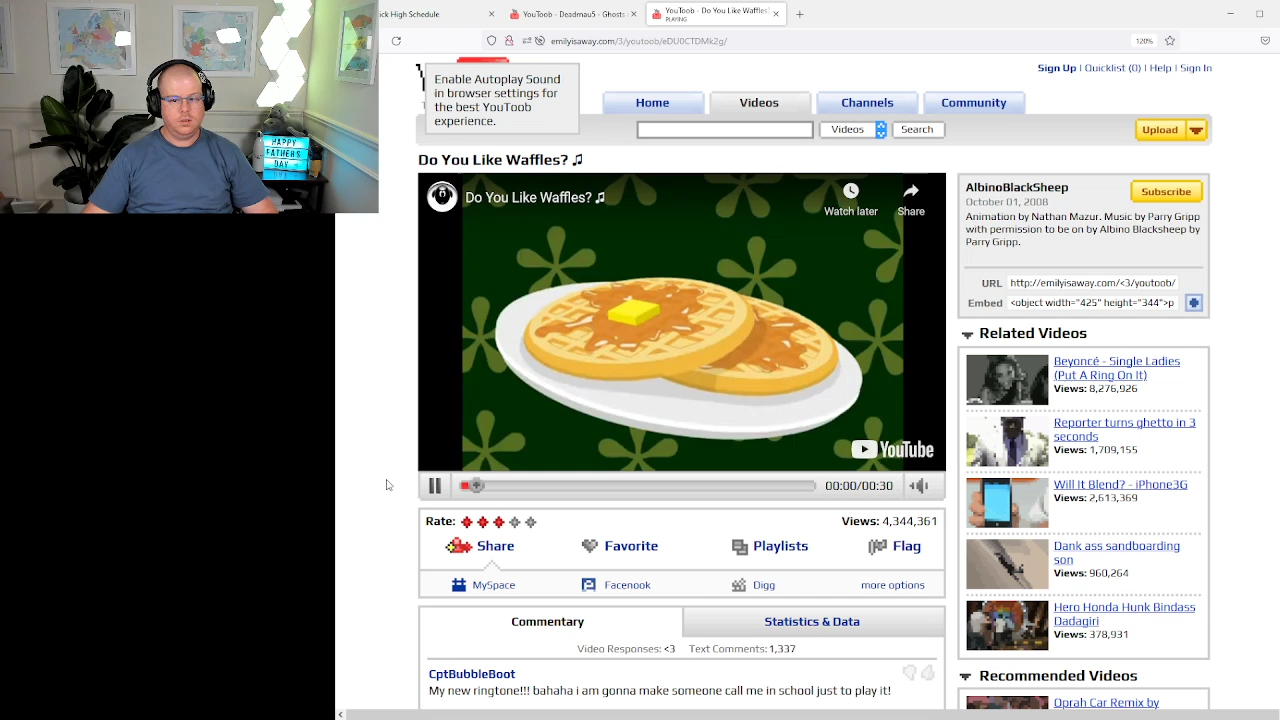 ck High Schedule
YouToob - Deadmau5 - Ghosts
YouToob - Do You Like Waffles?
PLAYING
emilyisaway.com/3/youtoob/eDU0CTDMk2g/
120%
Enable Autoplay Sound
in browser settings for
the best YouToob
experience.
Sign Up | Quicklist (0) | Help | Sign In
Home
Videos
Channels
Community
Videos
Search
Upload
HAPPY
FATHERS
DAY
Do You Like Waffles? ♫
Do You Like Waffles? ♫
Watch later
Share
YouTube
00:00/00:30
AlbinoBlackSheep
Subscribe
October 01, 2008
Animation by Nathan Mazur. Music by Parry Gripp
with permission to be on by Albino Blacksheep by
Parry Gripp.
URL http://emilyisaway.com/<3/youtoob/
Embed <object width="425" height="344">p
Related Videos
Beyoncé - Single Ladies
(Put A Ring On It)
Views: 8,276,926
Reporter turns ghetto in 3
seconds
Views: 1,709,155
Will It Blend? - iPhone3G
Views: 2,613,369
Dank ass sandboarding
son
Views: 960,264
Hero Honda Hunk Bindass
Dadagiri
Views: 378,931
Recommended Videos
Oprah Car Remix by
Rate:
Views: 4,344,361
Share
Favorite
Playlists
Flag
MySpace
Facenook
Digg
more options
Commentary
Statistics & Data
Video Responses: <3 Text Comments: 1,337
CptBubbleBoot
My new ringtone!!! bahaha i am gonna make someone call me in school just to play it!